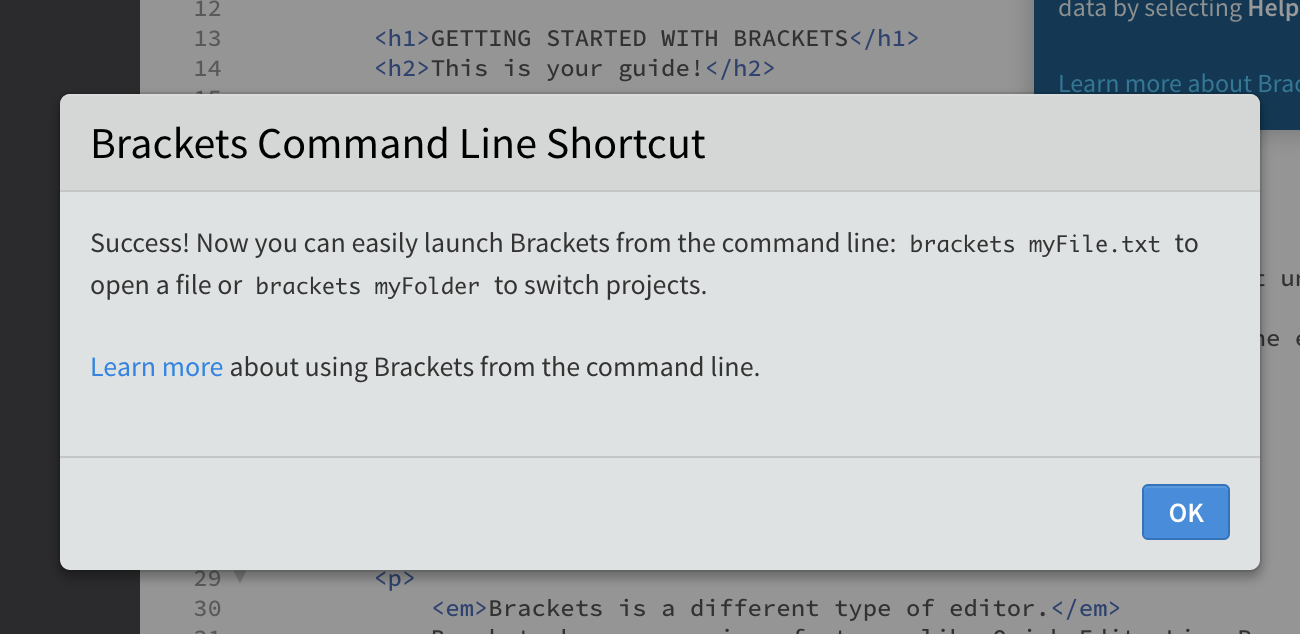 12
data by selecting Help
13 <h1>GETTING STARTED WITH BRACKETS</h1>
14 <h2>This is your guide!</h2>
Learn more about Brac
Brackets Command Line Shortcut
Success! Now you can easily launch Brackets from the command line: brackets myFile.txt to
open a file or brackets myFolder to switch projects.
Learn more about using Brackets from the command line.
OK
29 <p>
30 <em>Brackets is a different type of editor.</em>